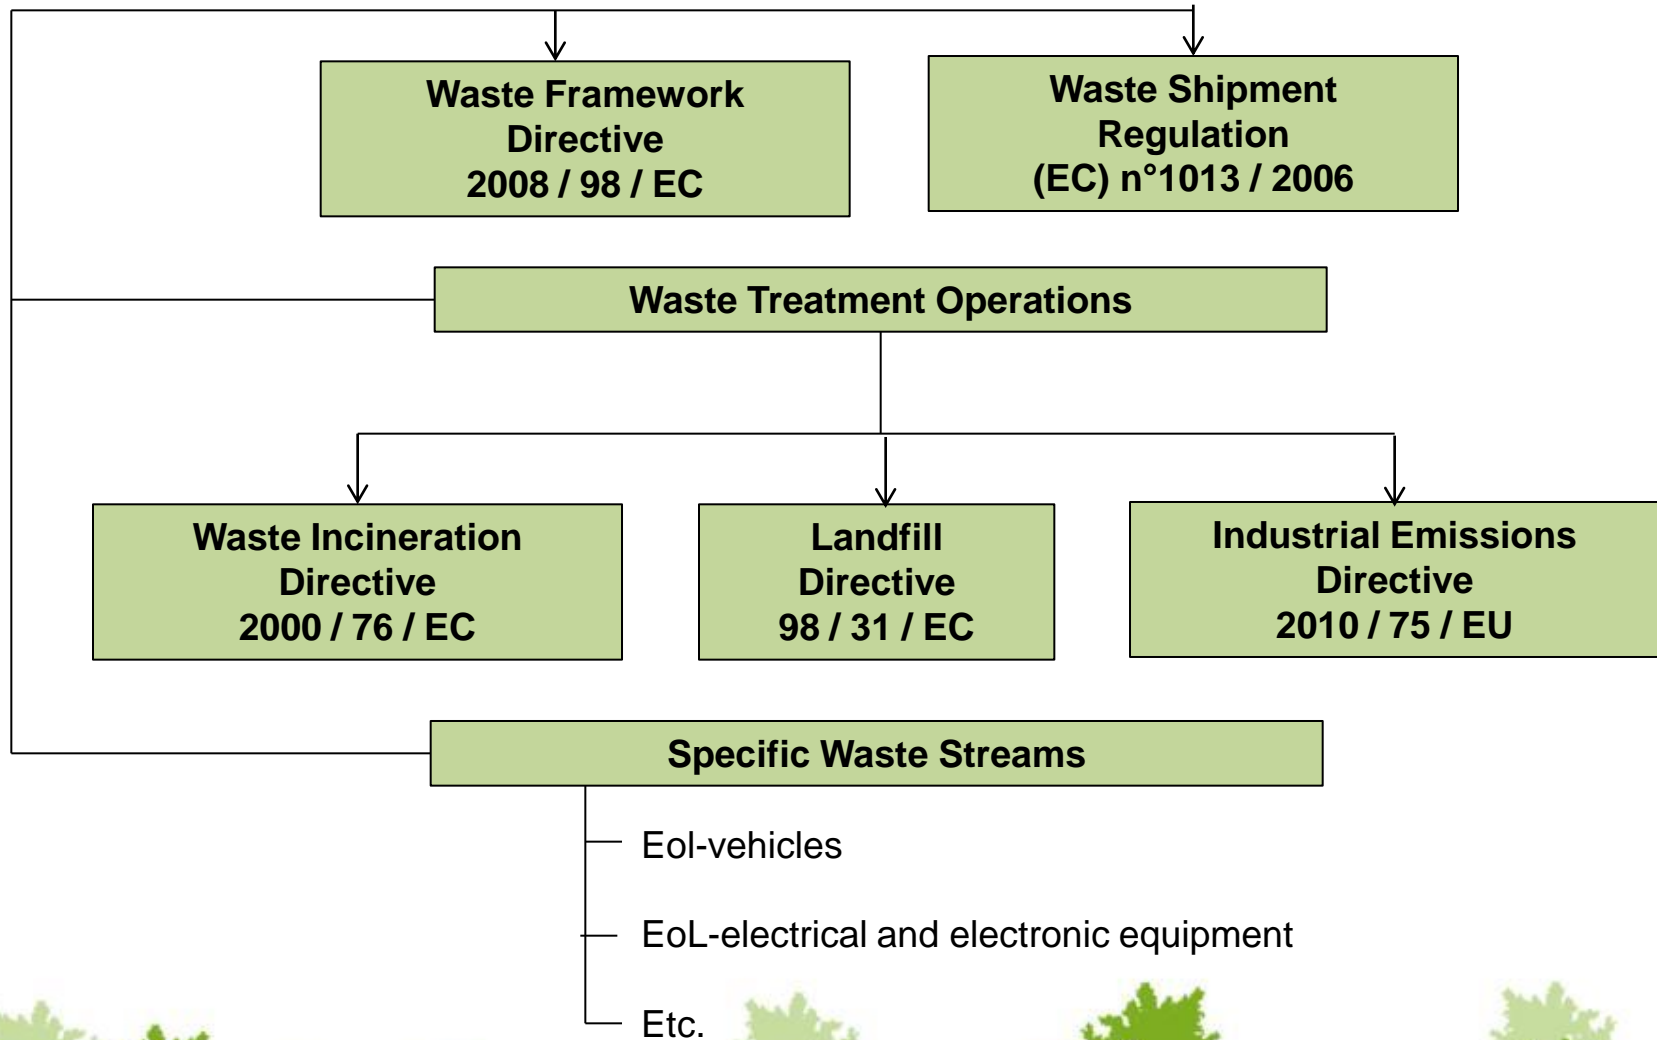 Waste Framework
Directive
2008 / 98 / EC
Waste Shipment
Regulation
(EC) n°1013 / 2006
Waste Treatment Operations
Waste Incineration
Directive
2000 / 76 / EC
Landfill
Directive
98 / 31 / EC
Industrial Emissions
Directive
2010 / 75 / EU
Specific Waste Streams
Eol-vehicles
EoL-electrical and electronic equipment
Etc.